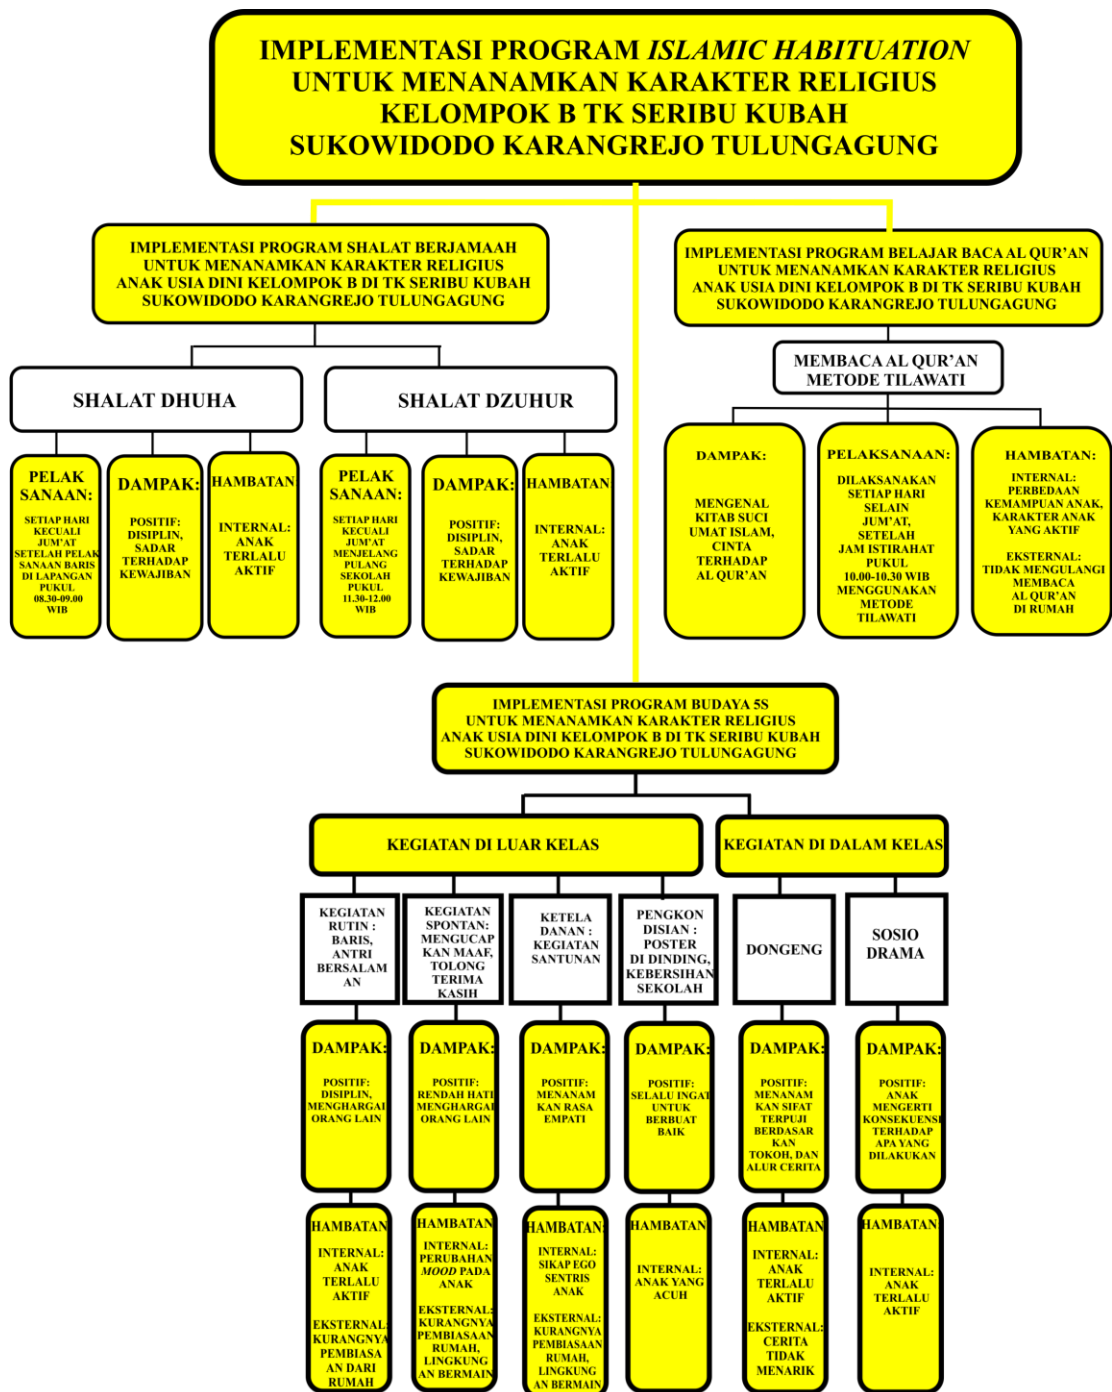 IMPLEMENTASI PROGRAM ISLAMIC HABITUATION
UNTUK MENANAMKAN KARAKTER RELIGIUS
KELOMPOK B TK SERIBU KUBAH
SUKOWIDODO KARANGREJO TULUNGAGUNG
IMPLEMENTASI PROGRAM SHALAT BERJAMAAH
UNTUK MENANAMKAN KARAKTER RELIGIUS
ANAK USIA DINI KELOMPOK B DI TK SERIBU KUBAH
SUKOWIDODO KARANGREJO TULUNGAGUNG
IMPLEMENTASI PROGRAM BELAJAR BACA AL QUR'AN
UNTUK MENANAMKAN KARAKTER RELIGIUS
ANAK USIA DINI KELOMPOK B DI TK SERIBU KUBAH
SUKOWIDODO KARANGREJO TULUNGAGUNG
SHALAT DHUHA
SHALAT DZUHUR
MEMBACA AL QUR'AN
METODE TILAWATI
PELAK
SANAAN:
SETIAP HARI
KECUALI
JUM'AT
SETELAH PELAK
SANAAN BARIS
DI LAPANGAN
PUKUL
08.30-09.00
WIB
DAMPAK:
POSITIF:
DISIPLIN,
SADAR
TERHADAP
KEWAJIBAN
HAMBATAN
INTERNAL:
ANAK
TERLALU
AKTIF
PELAK
SANAAN:
SETIAP HARI
KECUALI
JUM'AT
MENJELANG
PULANG
SEKOLAH
PUKUL
11.30-12.00
WIB
DAMPAK:
POSITIF:
DISIPLIN,
SADAR
TERHADAP
KEWAJIBAN
HAMBATAN
INTERNAL:
ANAK
TERLALU
AKTIF
DAMPAK:
MENGENAL
KITAB SUCI
UMAT ISLAM,
CINTA
TERHADAP
AL QUR'AN
PELAKSANAAN:
DILAKSANAKAN
SETIAP HARI
SELAIN
JUM'AT,
SETELAH
JAM ISTIRAHAT
PUKUL
10.00-10.30 WIB
MENGGUNAKAN
METODE
TILAWATI
HAMBATAN:
INTERNAL:
PERBEDAAN
KEMAMPUAN ANAK,
KARAKTER ANAK
YANG AKTIF
EKSTERNAL:
TIDAK MENGULANGI
MEMBACA
AL QUR'AN
DI RUMAH
IMPLEMENTASI PROGRAM BUDAYA 5S
UNTUK MENANAMKAN KARAKTER RELIGIUS
ANAK USIA DINI KELOMPOK B DI TK SERIBU KUBAH
SUKOWIDODO KARANGREJO TULUNGAGUNG
KEGIATAN DI LUAR KELAS
KEGIATAN DI DALAM KELAS
KEGIATAN
RUTIN :
BARIS,
ANTRI
BERSALAM
AN
KEGIATAN
SPONTAN:
MENGUCAP
KAN MAAF,
TOLONG
TERIMA
KASIH
KETELA
DANAN :
KEGIATAN
SANTUNAN
PENGKON
DISIAN :
POSTER
DI DINDING,
KEBERSIHAN
SEKOLAH
DONGENG
SOSIO
DRAMA
DAMPAK:
POSITIF:
DISIPLIN,
MENGHARGAI
ORANG LAIN
DAMPAK:
POSITIF:
RENDAH HATI
MENGHARGAI
ORANG LAIN
DAMPAK:
POSITIF:
MENANAM
KAN RASA
EMPATI
DAMPAK:
POSITIF:
SELALU INGAT
UNTUK
BERBUAT
BAIK
DAMPAK:
POSITIF:
MENANAM
KAN SIFAT
TERPUJI
BERDASAR
KAN
TOKOH, DAN
ALUR CERITA
DAMPAK:
POSITIF:
ANAK
MENGERTI
KONSEKUENSI
TERHADAP
APA YANG
DILAKUKAN
HAMBATAN
INTERNAL:
ANAK
TERLALU
AKTIF
EKSTERNAL:
KURANGNYA
PEMBIASA
AN DARI
RUMAH
HAMBATAN
INTERNAL:
PERUBAHAN
MOOD PADA
ANAK
EKSTERNAL:
KURANGNYA
PEMBIASAAN
RUMAH,
LINGKUNG
AN BERMAIN
HAMBATAN:
INTERNAL:
SIKAP EGO
SENTRIS
ANAK
EKSTERNAL:
KURANGNYA
PEMBIASAAN
RUMAH,
LINGKUNG
AN BERMAIN
HAMBATAN
INTERNAL:
ANAK YANG
ACUH
HAMBATAN
INTERNAL:
ANAK
TERLALU
AKTIF
EKSTERNAL:
CERITA
TIDAK
MENARIK
HAMBATAN
INTERNAL:
ANAK
TERLALU
AKTIF